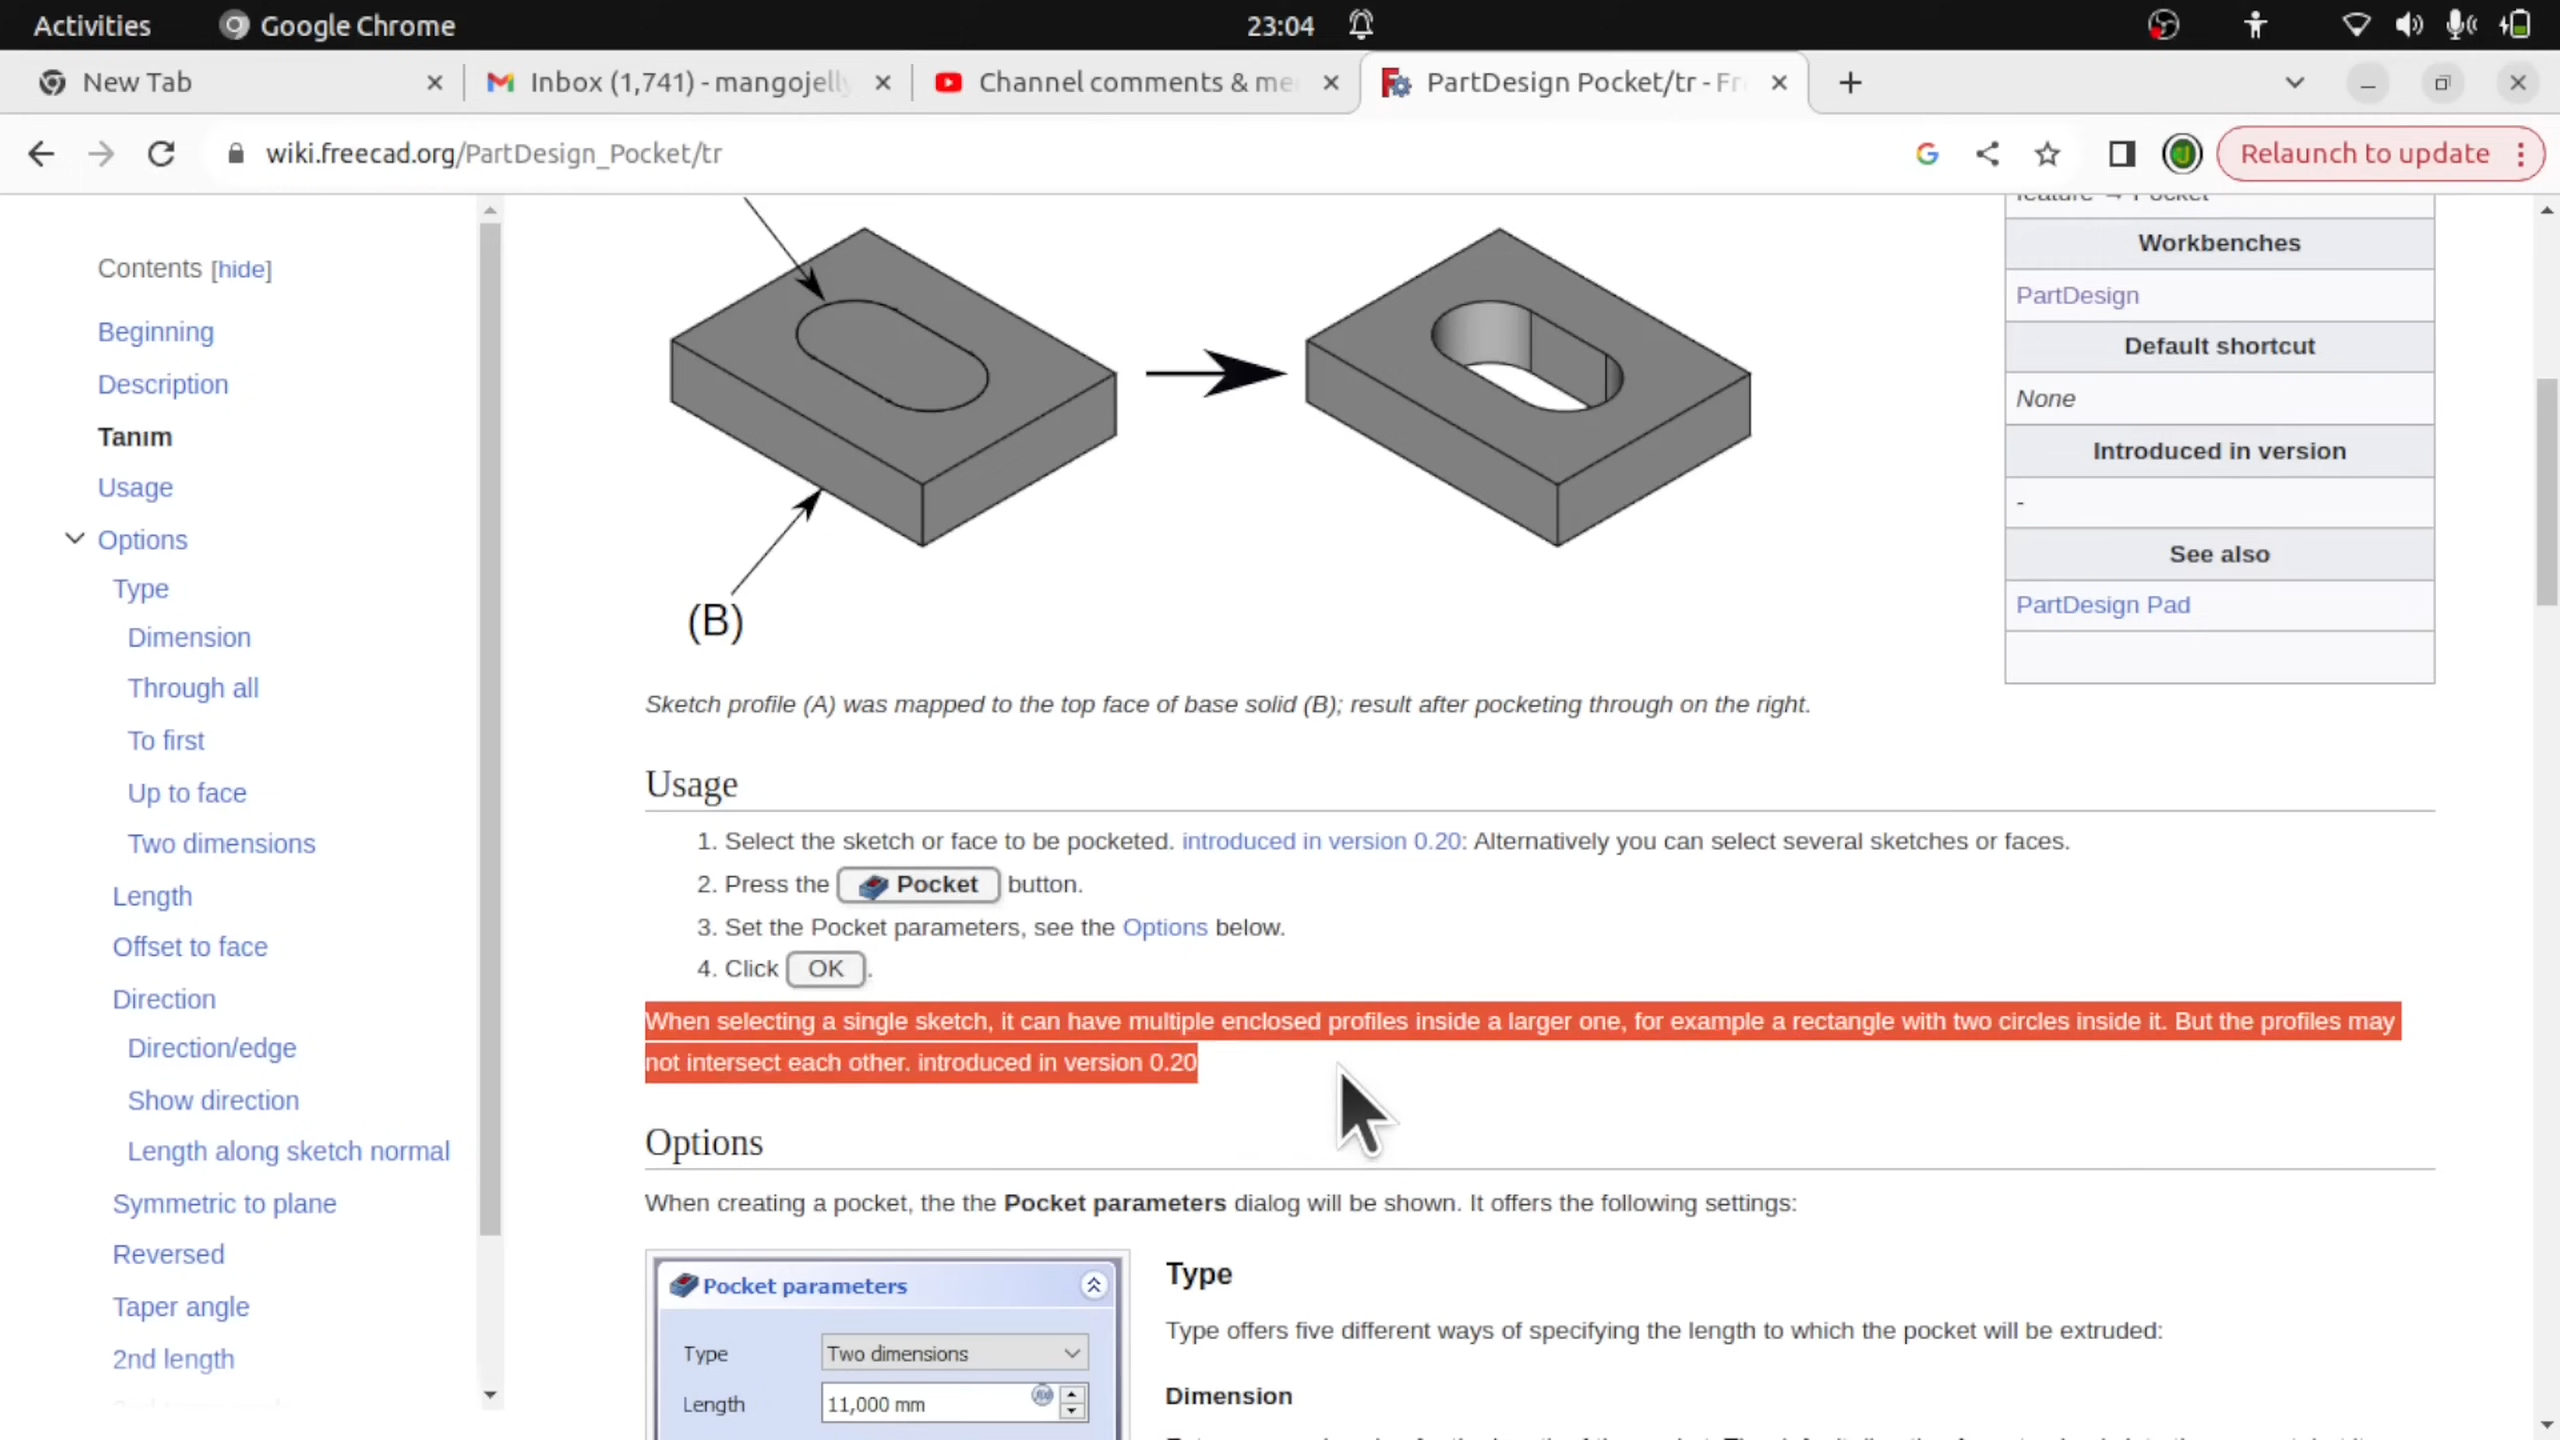 Activities
Google Chrome
23:04
New Tab
Inbox (1,741) - mangojelly
Channel comments & me
PartDesign Pocket/tr - Fr
wiki.freecad.org/PartDesign_Pocket/tr
Relaunch to update
Contents [hide]
Beginning
Description
Tanım
Usage
Options
Type
Dimension
Through all
To first
Up to face
Two dimensions
Length
Offset to face
Direction
Direction/edge
Show direction
Length along sketch normal
Symmetric to plane
Reversed
Taper angle
2nd length
(B)
Sketch profile (A) was mapped to the top face of base solid (B); result after pocketing through on the right.
Usage
1. Select the sketch or face to be pocketed. introduced in version 0.20: Alternatively you can select several sketches or faces.
2. Press the Pocket button.
3. Set the Pocket parameters, see the Options below.
4. Click OK.
When selecting a single sketch, it can have multiple enclosed profiles inside a larger one, for example a rectangle with two circles inside it. But the profiles may
not intersect each other. introduced in version 0.20
Options
When creating a pocket, the the Pocket parameters dialog will be shown. It offers the following settings:
Pocket parameters
Type
Two dimensions
Length
11,000 mm
Type
Type offers five different ways of specifying the length to which the pocket will be extruded:
Dimension
feature → Pocket
Workbenches
PartDesign
Default shortcut
None
Introduced in version
-
See also
PartDesign Pad